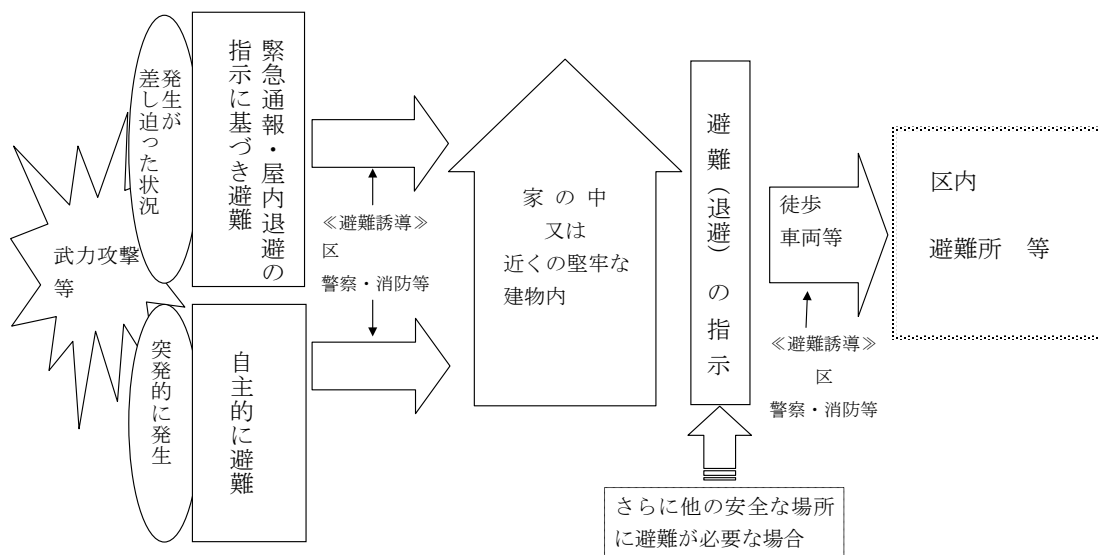 武力攻撃
等
発生が
差し迫った状況
緊急通報・屋内退避の
指示に基づき避難
突発的に発生
自主的に避難
≪避難誘導≫
区
警察・消防等
家の中
又は
近くの堅牢な
建物内
避難（退避）の指示
さらに他の安全な場所
に避難が必要な場合
徒歩
車両等
≪避難誘導≫
区
警察・消防等
区内
避難所　等